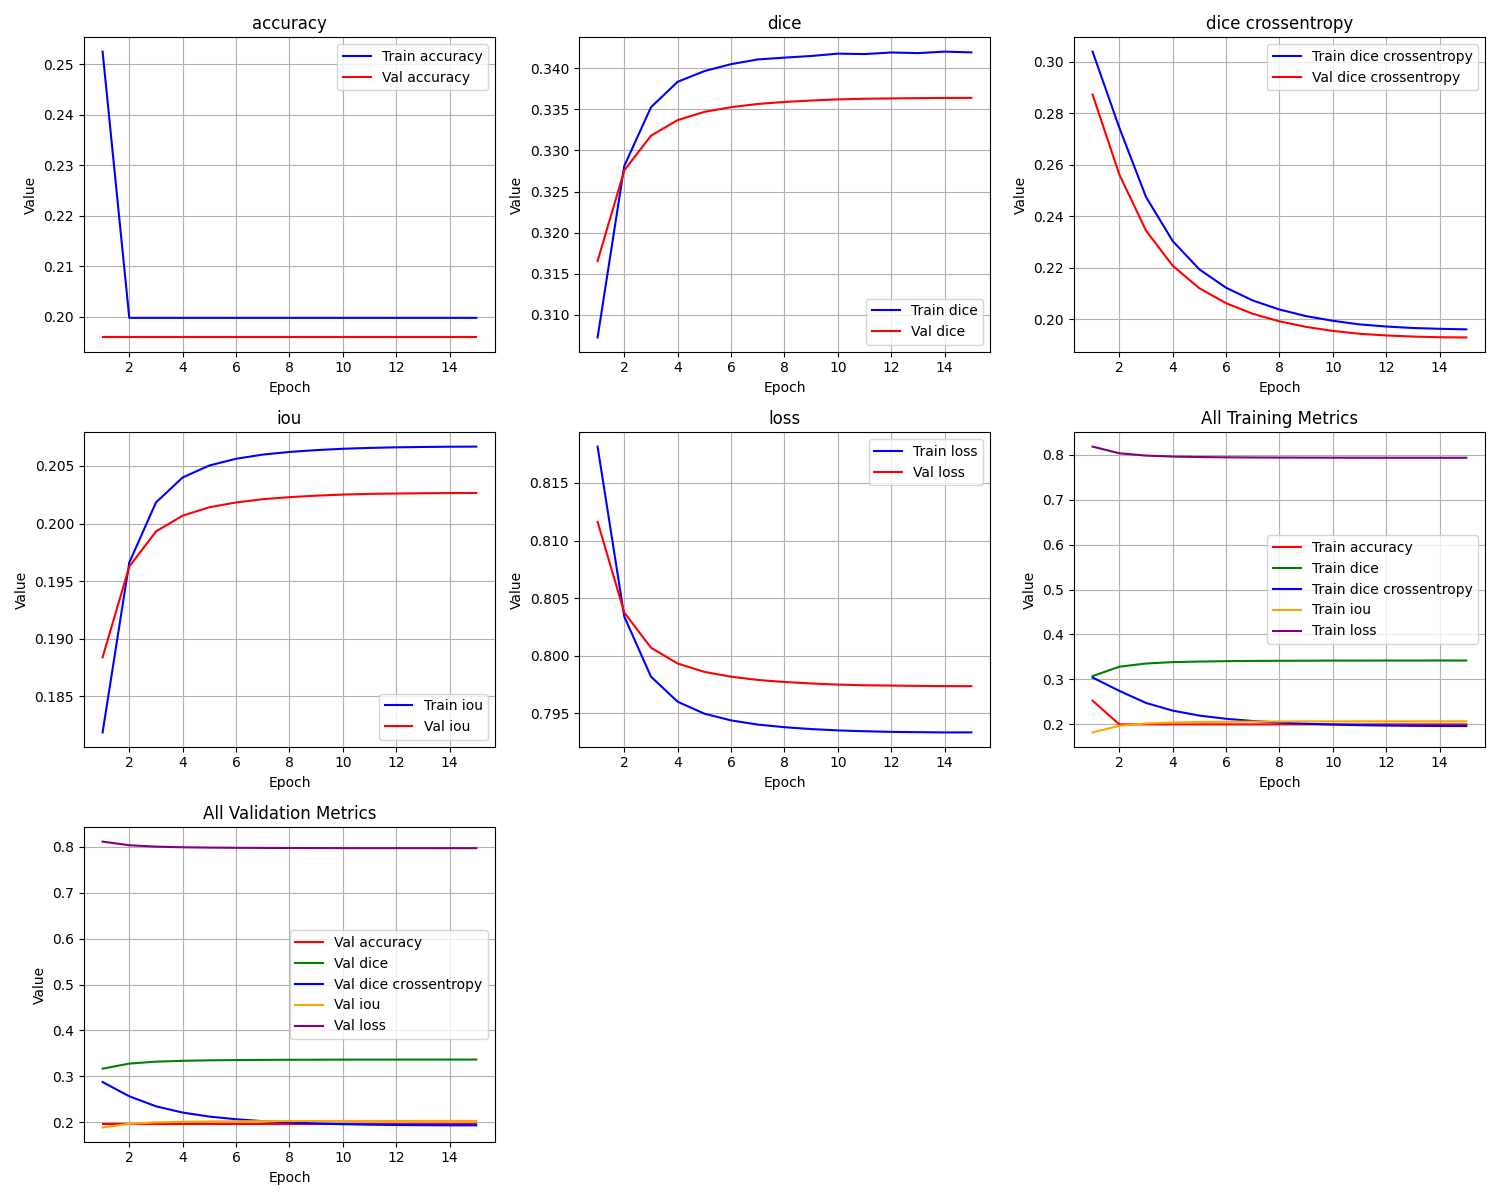 accuracy
Train accuracy
Val accuracy
0.25
0.24
0.23
0.22
0.21
0.20
Value
2 4 6 8 10 12 14
Epoch
dice
0.340
0.335
0.330
0.325
0.320
0.315
0.310
Value
Train dice
Val dice
2 4 6 8 10 12 14
Epoch
dice crossentropy
Train dice crossentropy
Val dice crossentropy
0.30
0.28
0.26
0.24
0.22
0.20
Value
2 4 6 8 10 12 14
Epoch
iou
0.205
0.200
0.195
0.190
0.185
Value
Train iou
Val iou
2 4 6 8 10 12 14
Epoch
loss
Train loss
Val loss
0.815
0.810
0.805
0.800
0.795
Value
2 4 6 8 10 12 14
Epoch
All Training Metrics
0.8
0.7
0.6
0.5
0.4
0.3
0.2
Value
Train accuracy
Train dice
Train dice crossentropy
Train iou
Train loss
2 4 6 8 10 12 14
Epoch
All Validation Metrics
0.8
0.7
0.6
0.5
0.4
0.3
0.2
Value
Val accuracy
Val dice
Val dice crossentropy
Val iou
Val loss
2 4 6 8 10 12 14
Epoch